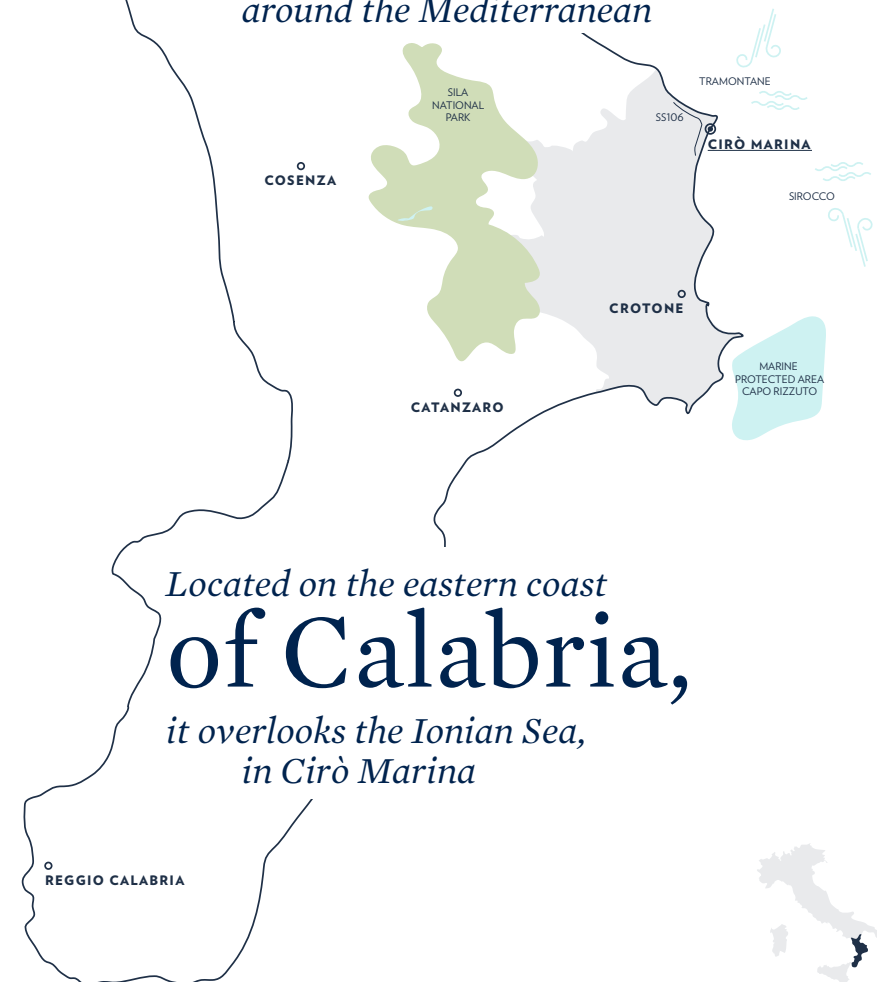 around the Mediterranean
TRAMONTANE
SILA
NATIONAL
PARK
SS106
CIRÒ MARINA
COSENZA
SIROCCO
CROTONE
MARINE
PROTECTED AREA
CAPO RIZZUTO
CATANZARO
Located on the eastern coast
of Calabria,
it overlooks the Ionian Sea,
in Cirò Marina
REGGIO CALABRIA